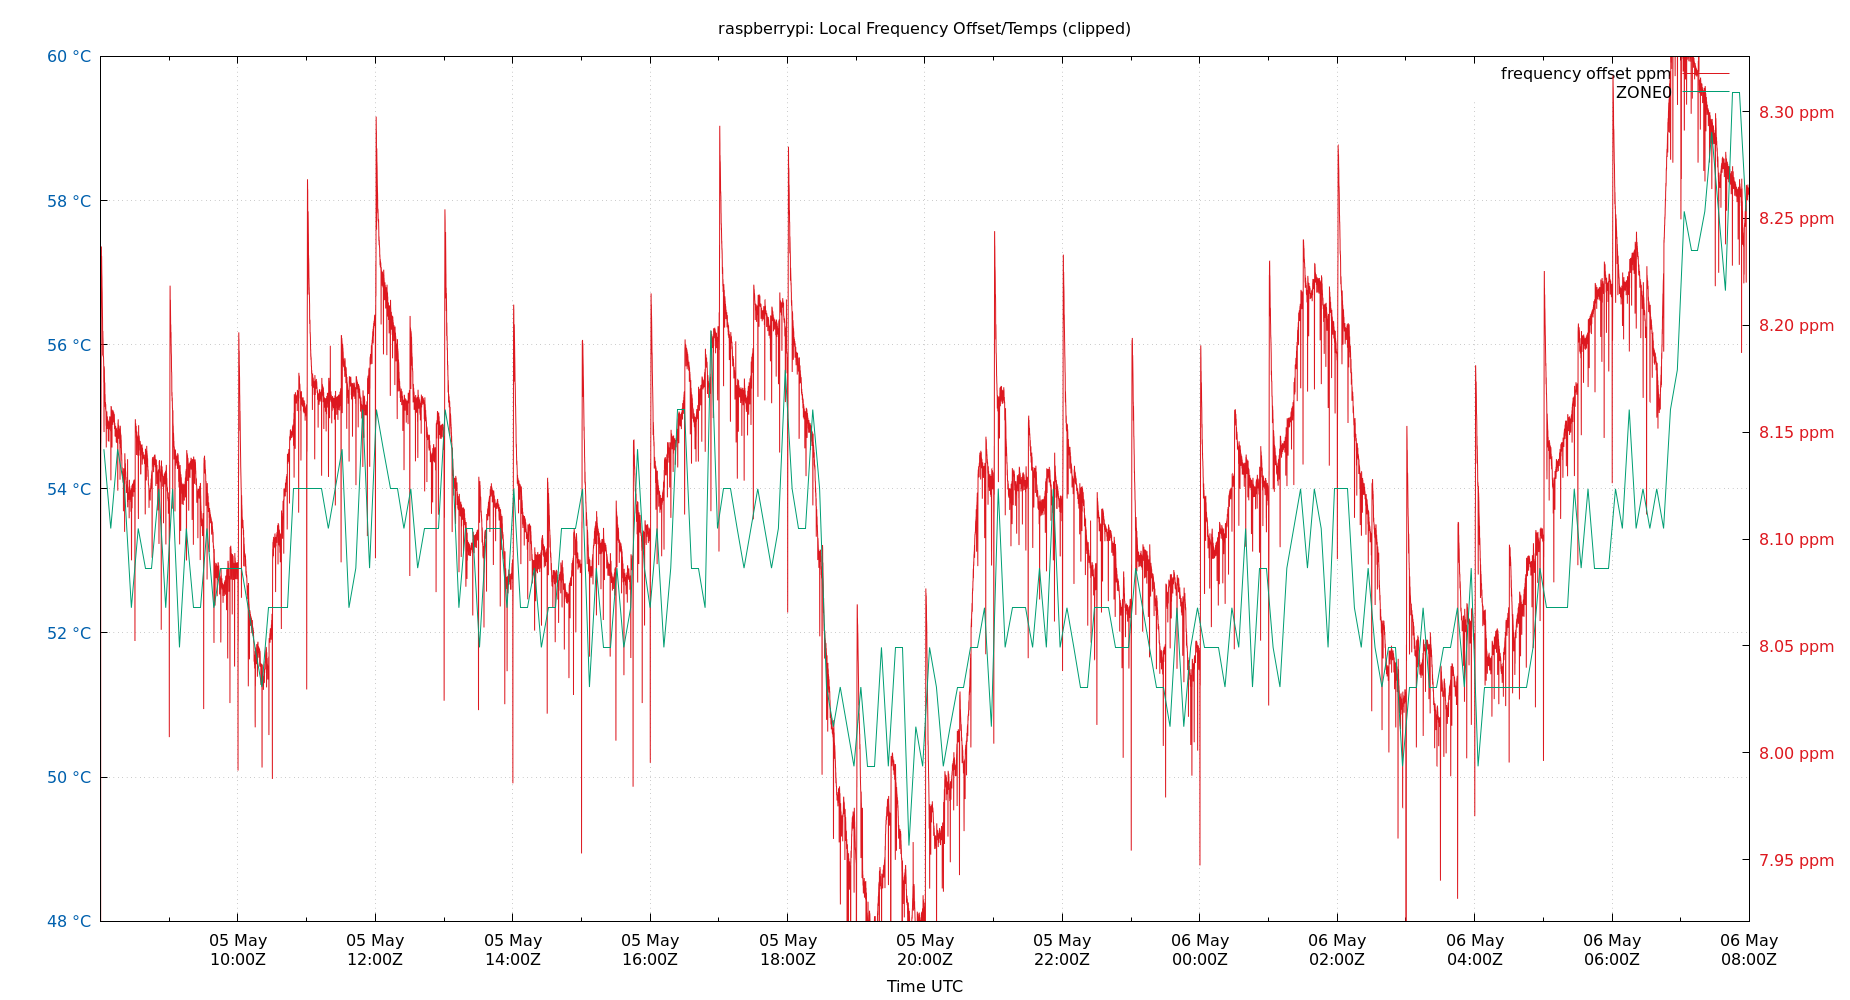 raspberrypi: Local Frequency Offset/Temps (clipped)
60 °C
58 °C
56 °C
54 °C
52 °C
50 °C
48 °C
frequency offset ppm
ZONE0
8.30 ppm
8.25 ppm
8.20 ppm
8.15 ppm
8.10 ppm
8.05 ppm
8.00 ppm
7.95 ppm
05 May
10:00Z
05 May
12:00Z
05 May
14:00Z
05 May
16:00Z
05 May
18:00Z
05 May
20:00Z
05 May
22:00Z
06 May
00:00Z
06 May
02:00Z
06 May
04:00Z
06 May
06:00Z
06 May
08:00Z
Time UTC